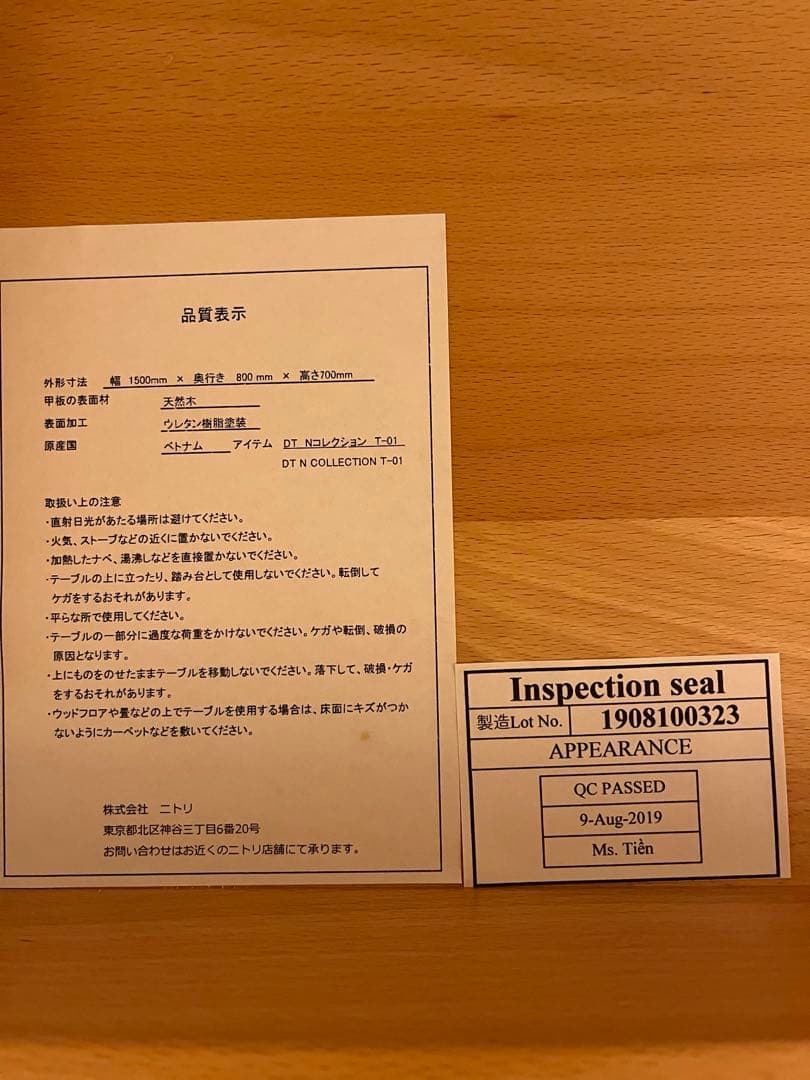 品質表示
外形寸法 幅 1500mm × 奥行き 800mm × 高さ700mm
甲板の表面材 天然木
表面加工 ウレタン樹脂塗装
原産国 ベトナム アイテム DT Nコレクション T-01
DT N COLLECTION T-01
取扱い上の注意
・直射日光があたる場所は避けてください。
・火気、ストーブなどの近くに置かないでください。
・加熱したナベ、湯沸しなどを直接置かないでください。
・テーブルの上に立ったり、踏み台として使用しないでください。転倒して
ケガをするおそれがあります。
・平らな所で使用してください。
・テーブルの一部分に過度な荷重をかけないでください。ケガや転倒、破損の
原因となります。
・上にものをのせたままテーブルを移動しないでください。落下して、破損・ケガ
をするおそれがあります。
・ウッドフロアや畳などの上でテーブルを使用する場合は、床面にキズがつか
ないようにカーペットなどを敷いてください。
株式会社 ニトリ
東京都北区神谷三丁目6番20号
お問い合わせはお近くのニトリ店舗にて承ります。
Inspection seal
製造Lot No. 1908100323
APPEARANCE
QC PASSED
9-Aug-2019
Ms. Tiền